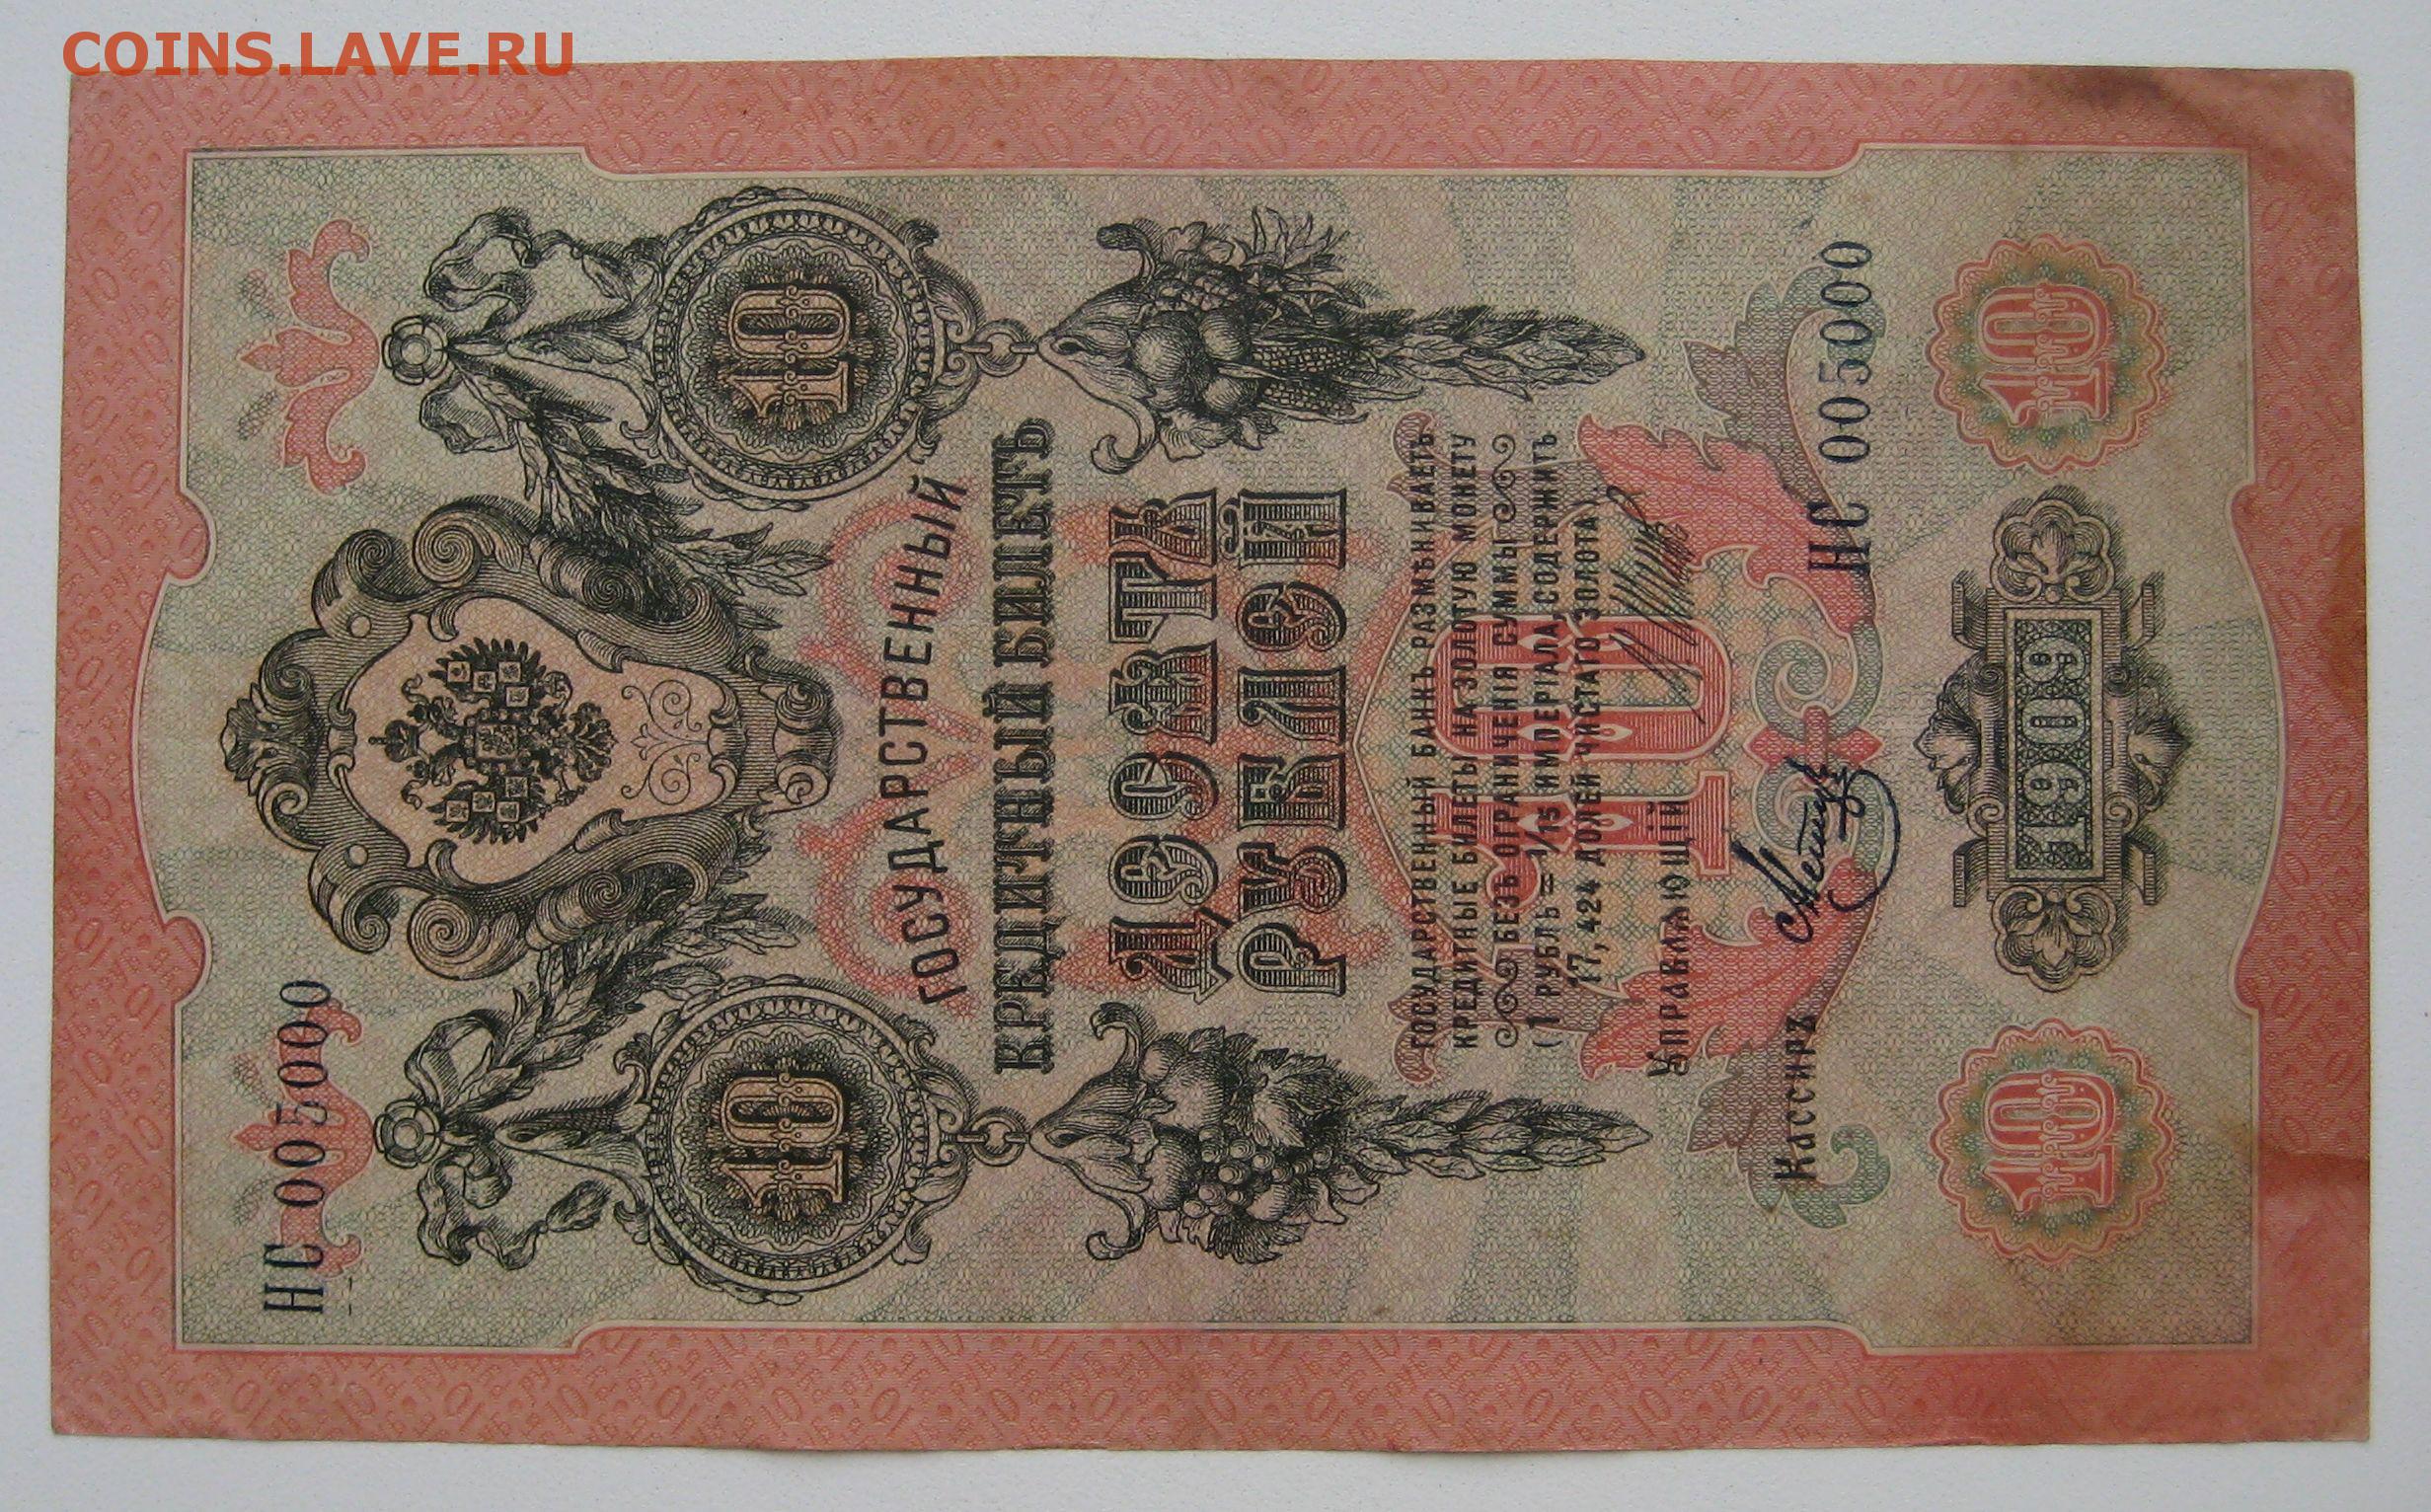 COINS.LAVE.RU
НС 005000
10
10
ГОСУДАРСТВЕННЫЙ
КРЕДИТНЫЙ БИЛЕТЪ
ДЕСЯТЬ
РУБЛЕЙ
ГОСУДАРСТВЕННЫЙ БАНКЪ РАЗМѢНИВАЕТЪ
КРЕДИТНЫЕ БИЛЕТЫ НА ЗОЛОТУЮ МОНЕТУ
БЕЗЪ ОГРАНИЧЕНІЯ СУММЫ
(1 РУБЛЬ = 1/15 ИМПЕРІАЛА, СОДЕРЖИТЪ
17,424 ДОЛЕЙ ЧИСТАГО ЗОЛОТА)
10
Управляющій
Кассиръ
НС 005000
10
1909
10